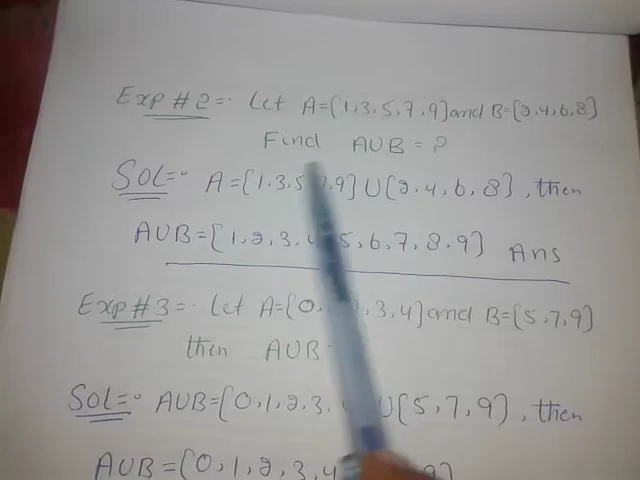 Exp # 2 =. Let A=[1,3,5,7,9] and B=[2,4,6,8]
Find AUB = ?
SOL=. A=[1,3,5,7,9] U [2,4,6,8], then
AUB=[1,2,3,4,5,6,7,8,9] Ans
Exp # 3 =. Let A=[0, 3,4] and B=[5,7,9]
then AUB
SOL=. AUB=[0,1,2,3, U [5,7,9], then
AUB=[0,1,2,3,4 9]